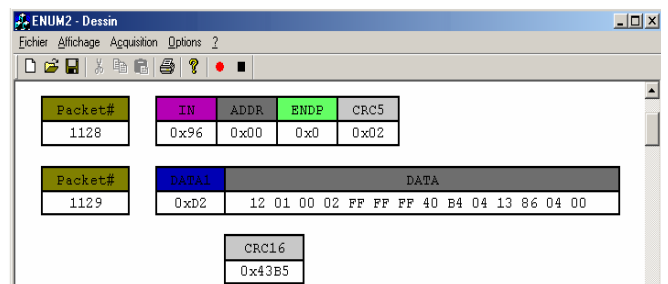 ENUM2 - Dessin
Fichier Affichage Acquisition Options ?
Packet# IN ADDR ENDP CRC5
1128 0x96 0x00 0x0 0x02
Packet# DATA1 DATA
1129 0xD2 12 01 00 02 FF FF FF 40 B4 04 13 86 04 00
CRC16
0x43B5